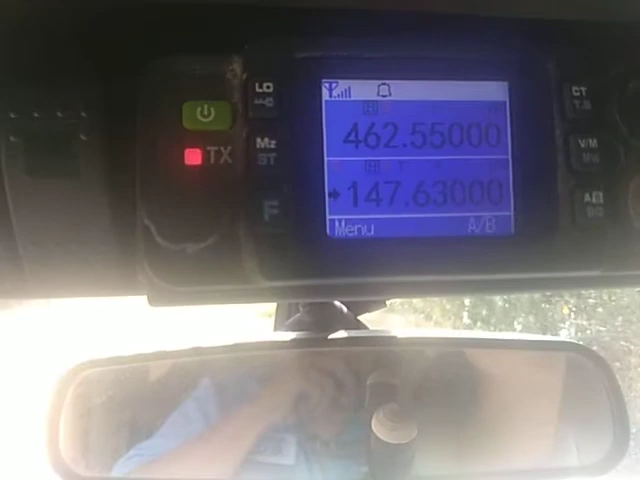 LO
CT
T.S
462.55000
TX
Mz
ST
V/M
MW
147.63000
F
A/B
Menu A/B